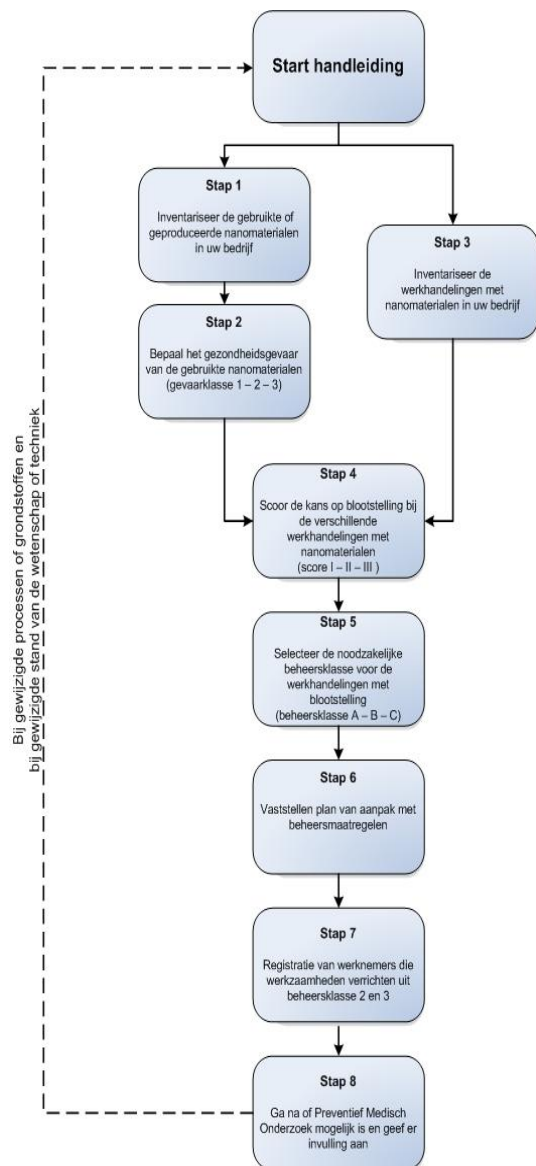 Start handleiding
Stap 1
Inventariseer de gebruikte of
geproduceerde nanomaterialen
in uw bedrijf
Stap 2
Bepaal het gezondheidsgevaar
van de gebruikte nanomaterialen
(gevaarklasse 1 – 2 – 3)
Stap 3
Inventariseer de
werkhandelingen met
nanomaterialen in uw bedrijf
Stap 4
Scoor de kans op blootstelling bij
de verschillende
werkhandelingen met
nanomaterialen
(score I – II – III )
Stap 5
Selecteer de noodzakelijke
beheersklasse voor de
werkhandelingen met
blootstelling
(beheersklasse A – B – C)
Stap 6
Vaststellen plan van aanpak met
beheersmaatregelen
Stap 7
Registratie van werknemers die
werkzaamheden verrichten uit
beheersklasse 2 en 3
Stap 8
Ga na of Preventief Medisch
Onderzoek mogelijk is en geef er
invulling aan
Bij gewijzigde processen of grondstoffen en
bij gewijzigde stand van de wetenschap of techniek